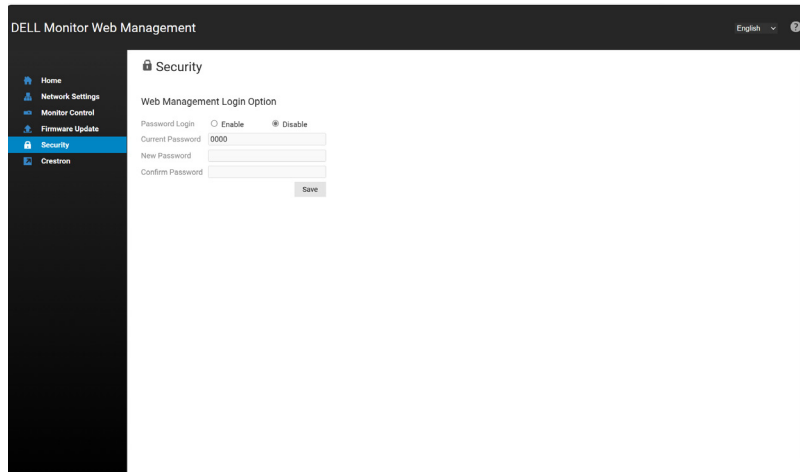 DELL Monitor Web Management
English
?
Home
Network Settings
Monitor Control
Firmware Update
Security
Crestron
Security
Web Management Login Option
Password Login Enable Disable
Current Password 0000
New Password
Confirm Password
Save